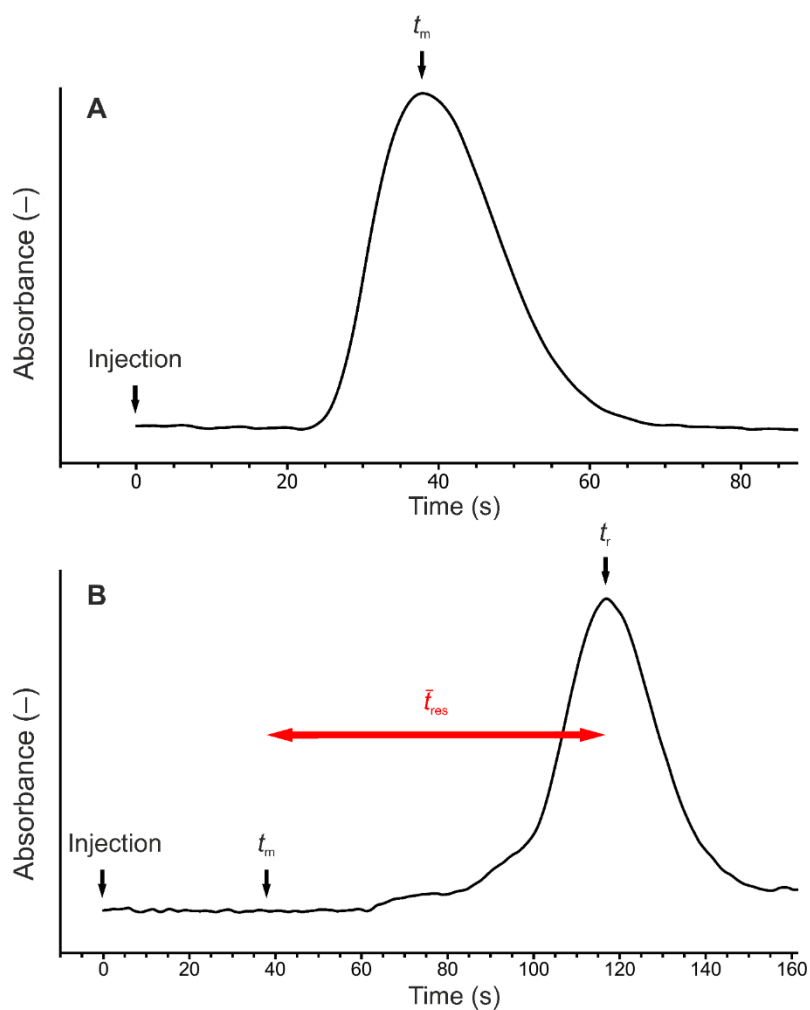 t_m
A
Absorbance (–)
Injection
0 20 40 60 80
Time (s)
t_r
B
t̄_res
Absorbance (–)
Injection t_m
0 20 40 60 80 100 120 140 160
Time (s)